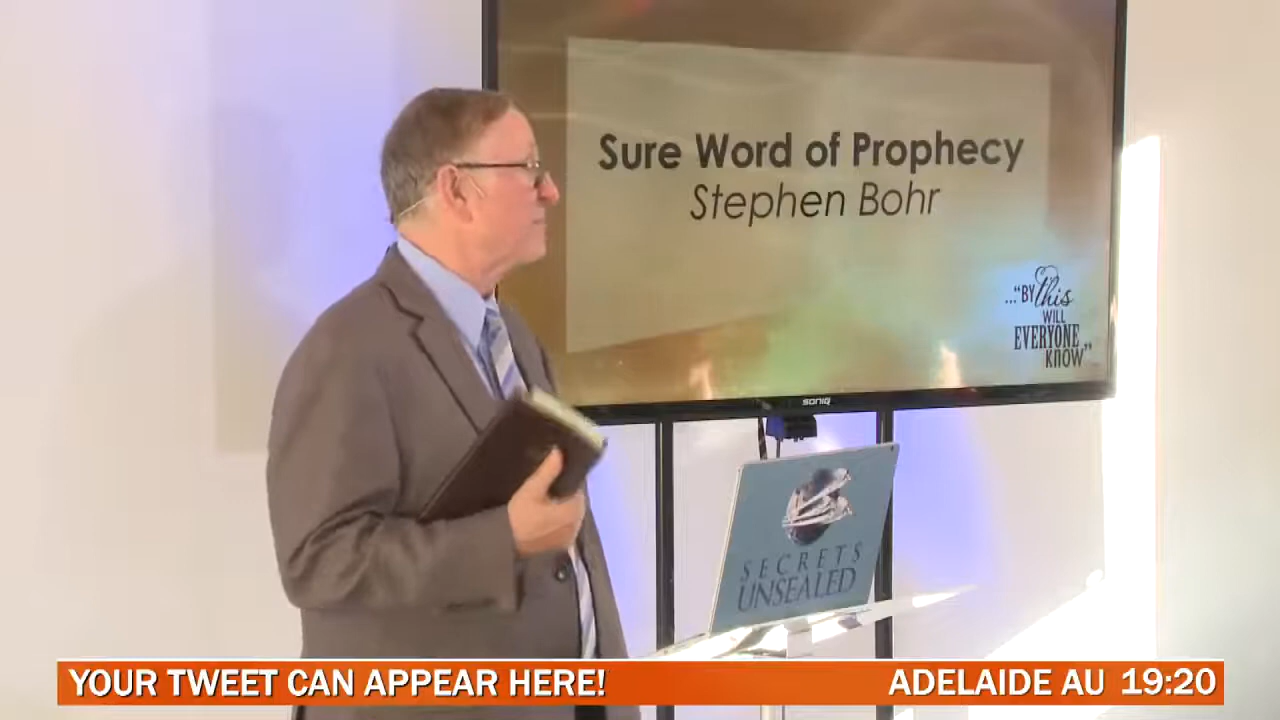 Sure Word of Prophecy
Stephen Bohr
..."BY this
WILL
EVERYONE
KNOW"
SONIQ
SECRETS
UNSEALED
YOUR TWEET CAN APPEAR HERE!
ADELAIDE AU 19:20